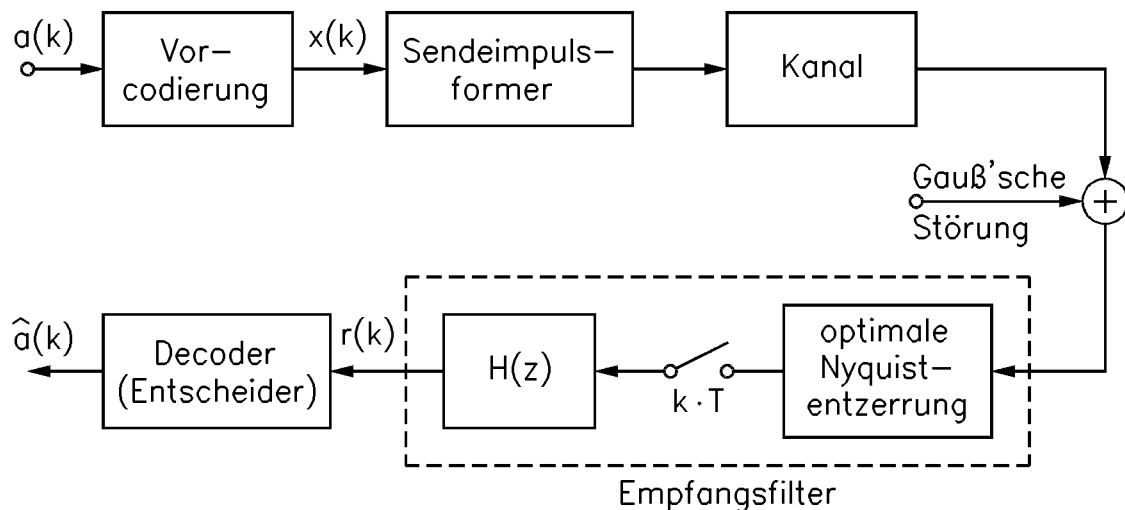 a(k)
Vor-
codierung
x(k)
Sendeimpuls-
former
Kanal
Gauß'sche
Störung
+
optimale
Nyquist-
entzerrung
k · T
H(z)
r(k)
Decoder
(Entscheider)
â(k)
Empfangsfilter